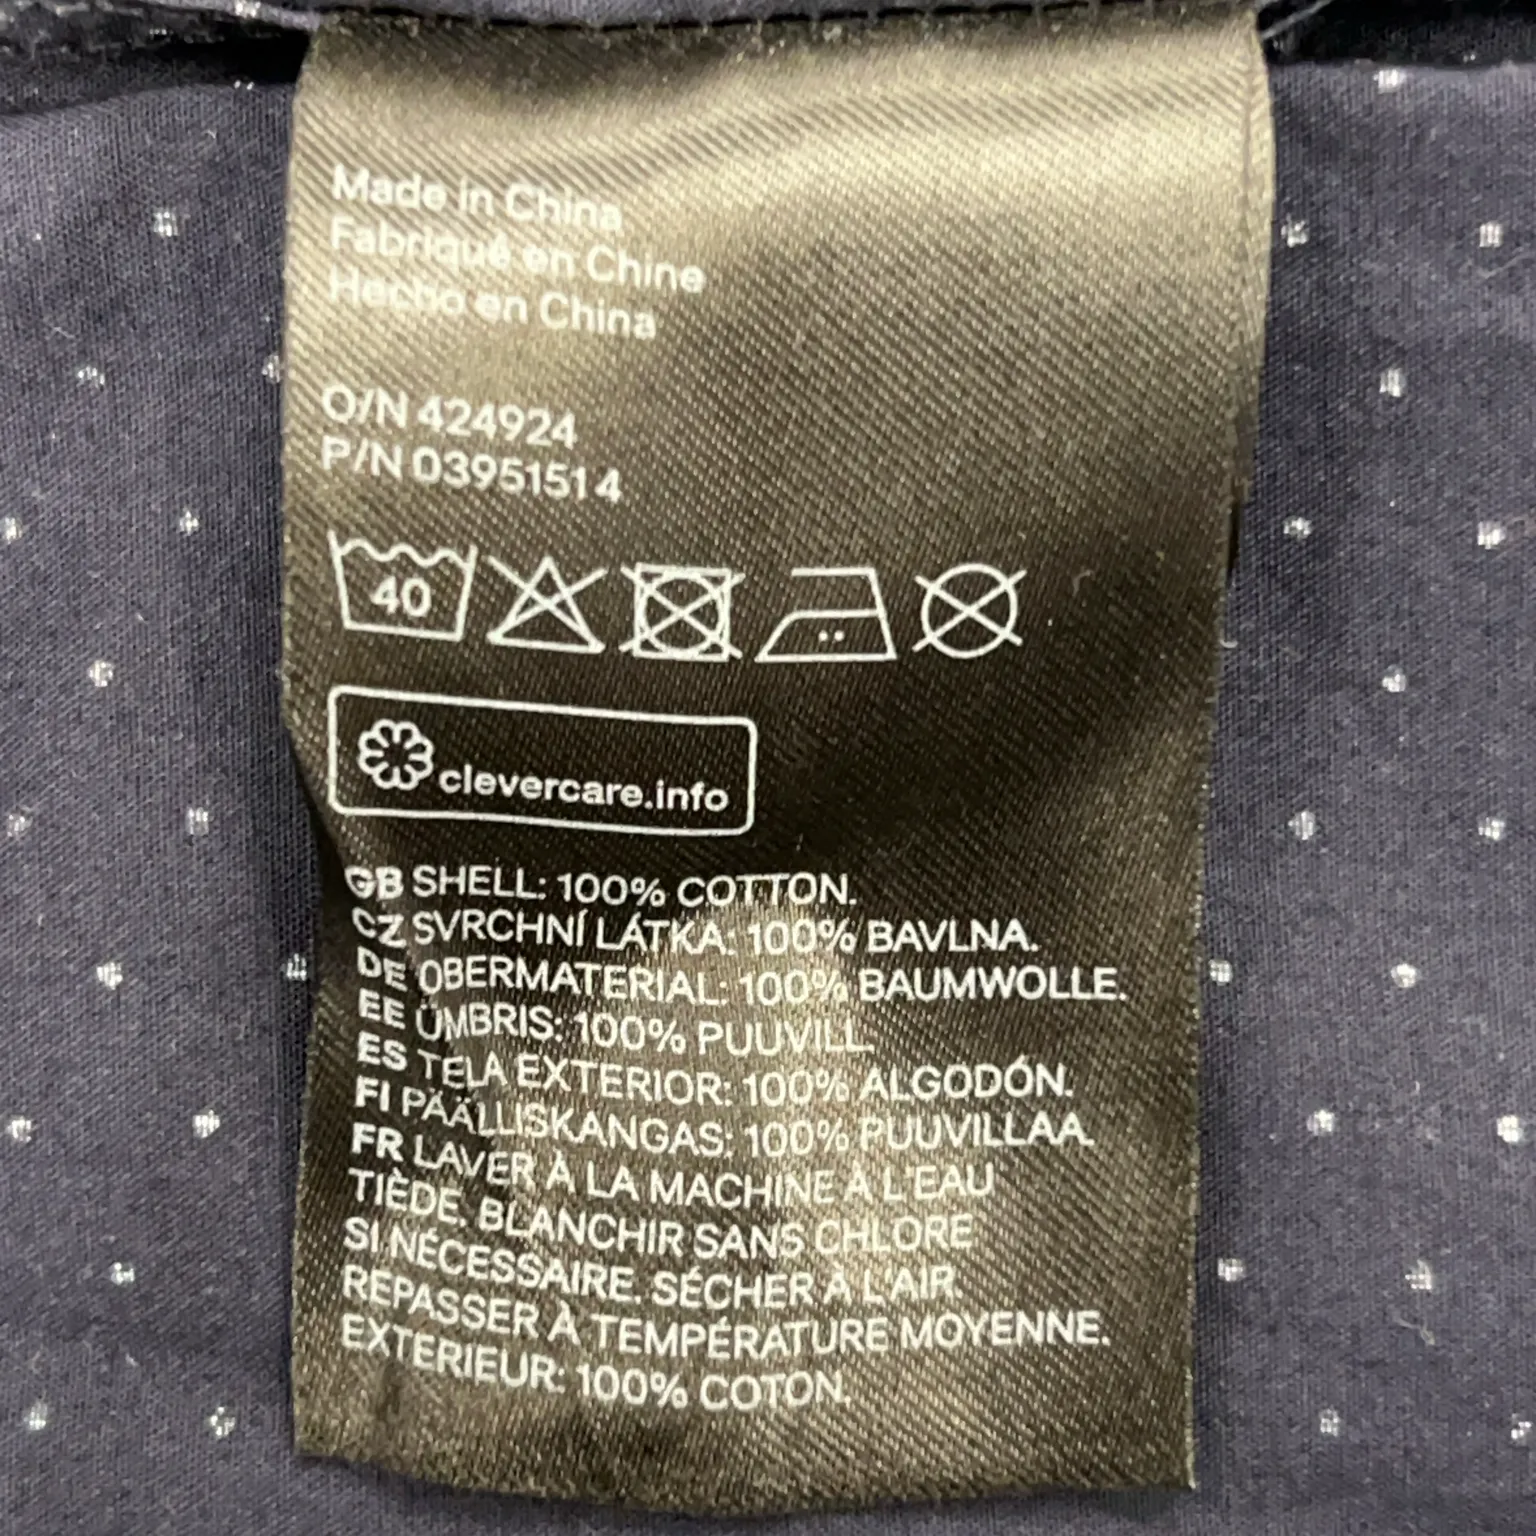 Made in China
Fabriqué en Chine
Hecho en China
O/N 424924
P/N 03951514
40
clevercare.info
GB SHELL: 100% COTTON.
CZ SVRCHNÍ LÁTKA: 100% BAVLNA.
DE OBERMATERIAL: 100% BAUMWOLLE.
EE ÜMBRIS: 100% PUUVILL
ES TELA EXTERIOR: 100% ALGODÓN.
FI PÄÄLLISKANGAS: 100% PUUVILLAA.
FR LAVER À LA MACHINE À L'EAU
TIÈDE. BLANCHIR SANS CHLORE
SI NÉCESSAIRE. SÉCHER À L'AIR.
REPASSER À TEMPÉRATURE MOYENNE.
EXTERIEUR: 100% COTON.